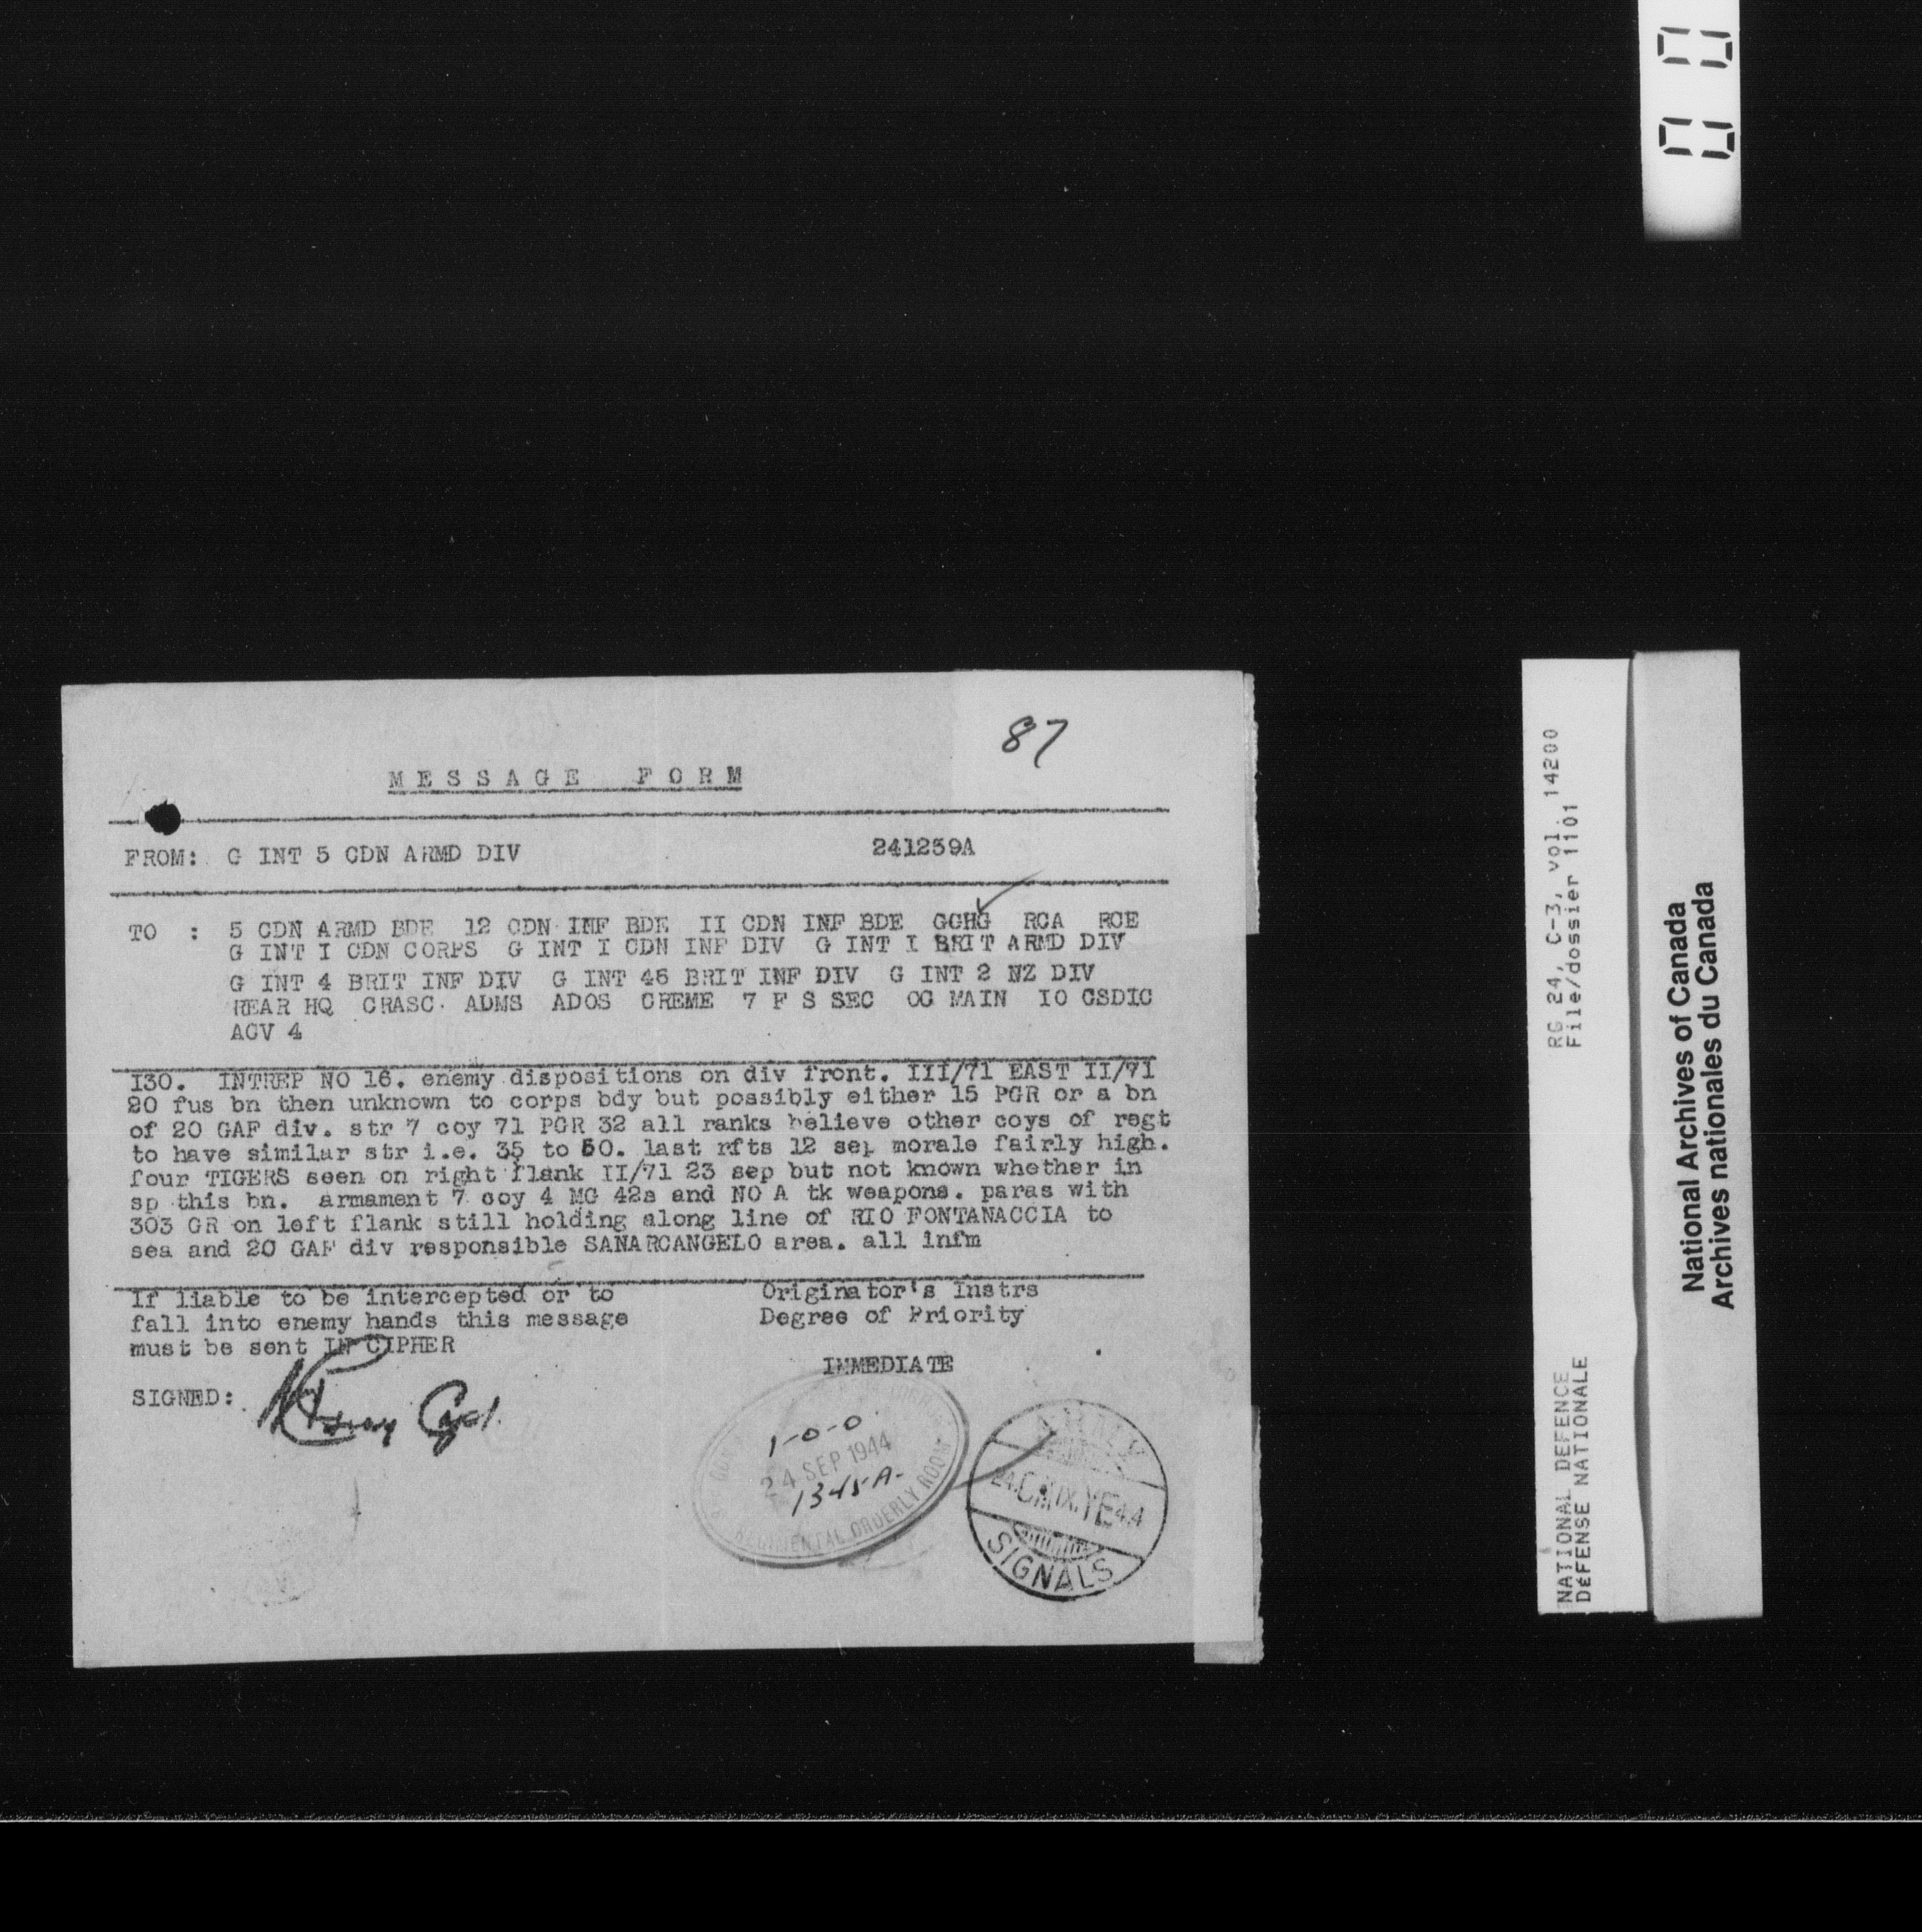 87
MESSAGE FORM
FROM: G INT 5 CDN ARMD DIV 241259A
TO : 5 CDN ARMD BDE 12 CDN INF BDE II CDN INF BDE GGHG RCA RCE
G INT I CDN CORPS G INT I CDN INF DIV G INT I BRIT ARMD DIV
G INT 4 BRIT INF DIV G INT 46 BRIT INF DIV G INT 2 NZ DIV
REAR HQ CRASC ADMS ADOS CREME 7 F S SEC OC MAIN IO CSDIC
ACV 4
I30. INTREP NO 16. enemy dispositions on div front. III/71 EAST II/71
20 fus bn then unknown to corps bdy but possibly either 15 PGR or a bn
of 20 GAF div. str 7 coy 71 PGR 32 all ranks believe other coys of regt
to have similar str i.e. 35 to 50. last rfts 12 sep morale fairly high.
four TIGERS seen on right flank II/71 23 sep but not known whether in
sp this bn. armament 7 coy 4 MG 42s and NO A tk weapons. paras with
303 GR on left flank still holding along line of RIO FONTANACCIA to
sea and 20 GAF div responsible SANARCANGELO area. all infm
If liable to be intercepted or to
fall into enemy hands this message
must be sent IN CIPHER
Originator's Instrs
Degree of Priority
IMMEDIATE
SIGNED: Capt.
1-0-0
24 SEP 1944
1345A-
REGIMENTAL ORDERLY ROOM
ARMY
24.CM.IX.YE44
SIGNALS
RG 24, C-3, vol. 14200
File/dossier 1101
NATIONAL DEFENCE
DÉFENSE NATIONALE
National Archives of Canada
Archives nationales du Canada